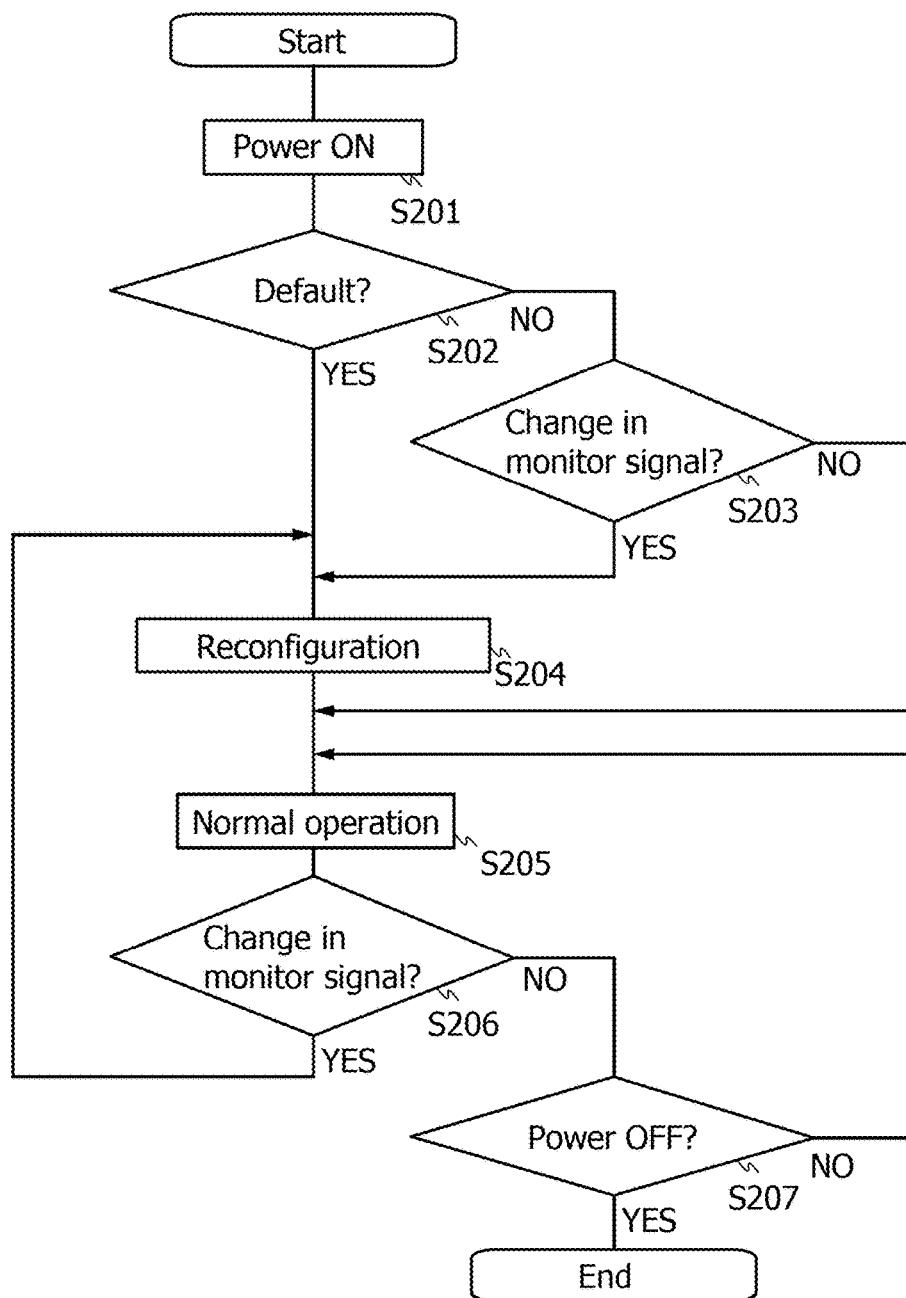 Start
Power ON
S201
Default?
NO
S202
YES
Change in
monitor signal?
NO
S203
YES
Reconfiguration
S204
Normal operation
S205
Change in
monitor signal?
NO
S206
YES
Power OFF?
NO
S207
YES
End